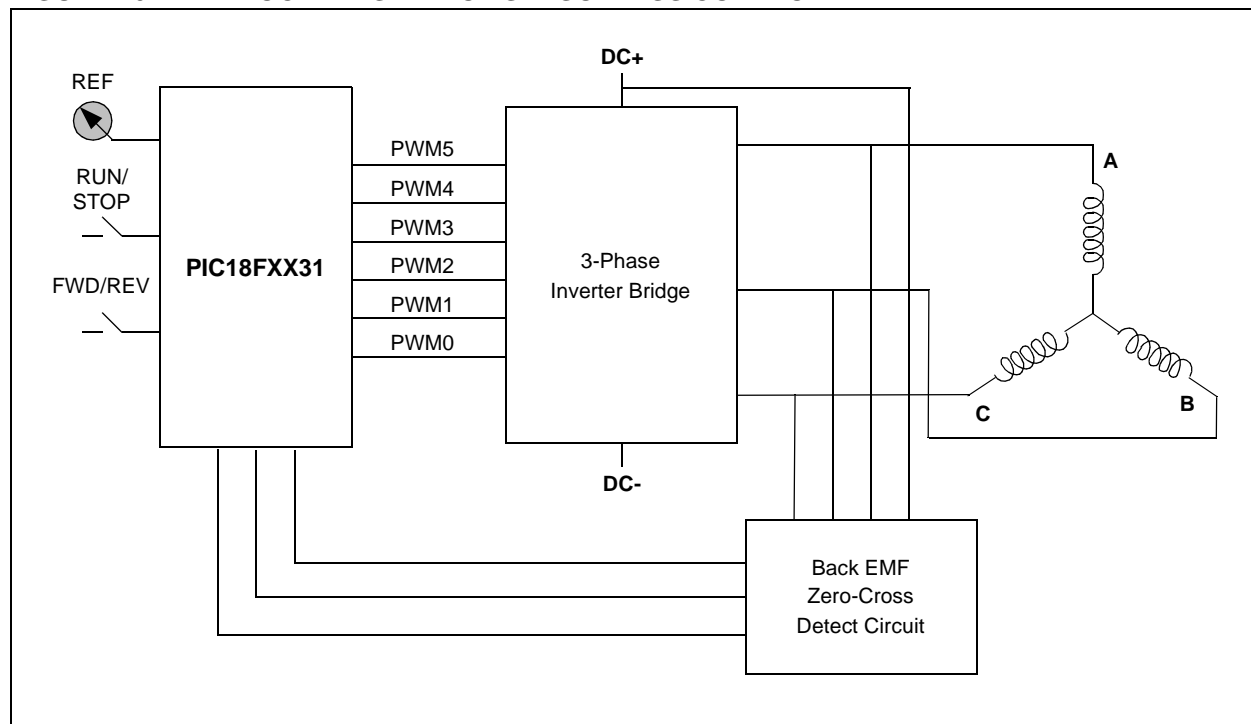 DC+
REF
RUN/
STOP
FWD/REV
PIC18FXX31
PWM5
PWM4
PWM3
PWM2
PWM1
PWM0
3-Phase
Inverter Bridge
A
B
C
DC-
Back EMF
Zero-Cross
Detect Circuit